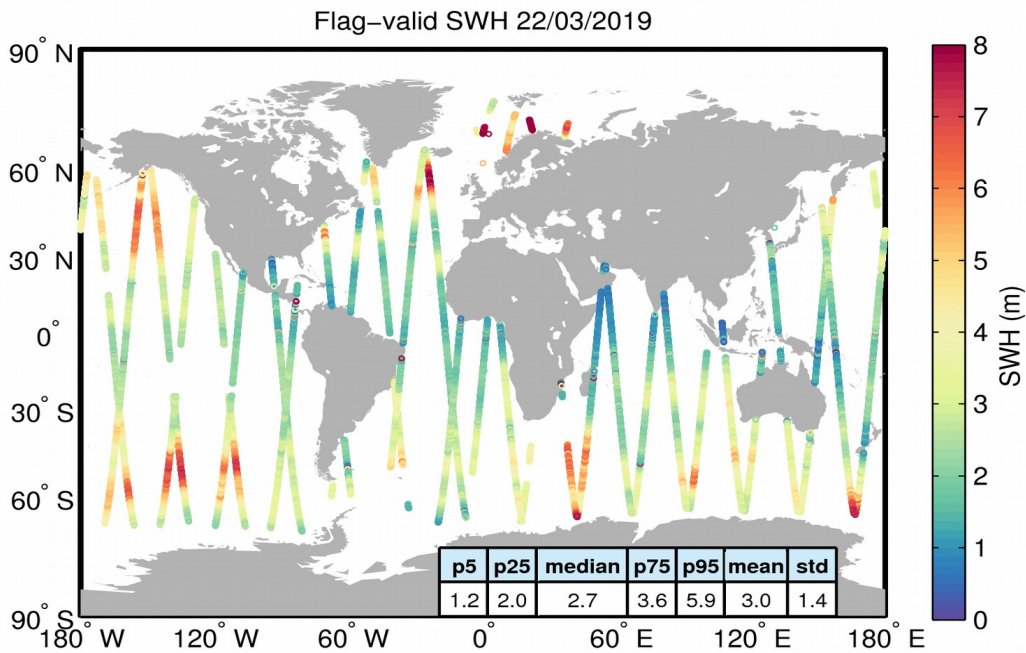 Flag−valid SWH 22/03/2019
90° N
60° N
30° N
0°
30° S
60° S
90° S
180° W
120° W
60° W
0°
60° E
120° E
180° E
p5 p25 median p75 p95 mean std
1.2 2.0 2.7 3.6 5.9 3.0 1.4
8
7
6
5
4
3
2
1
0
SWH (m)